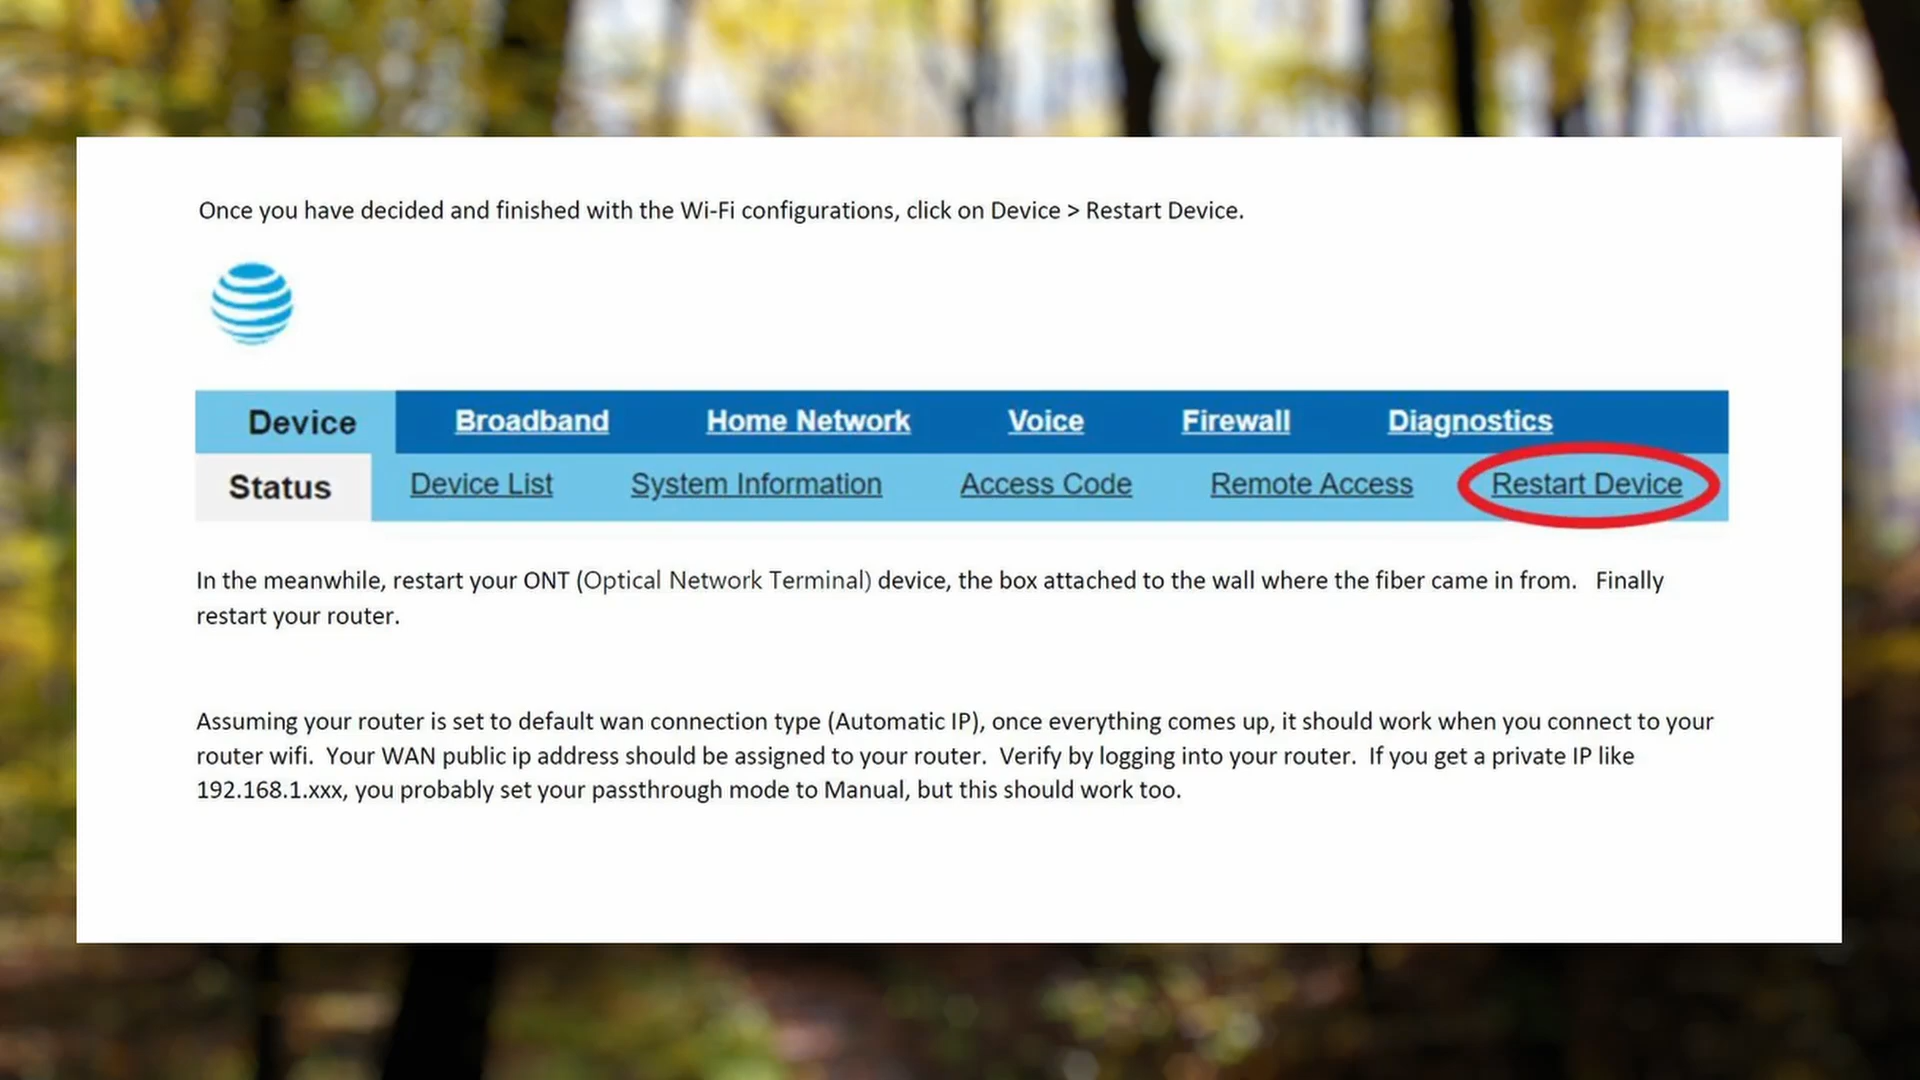 Once you have decided and finished with the Wi-Fi configurations, click on Device > Restart Device.
Device Broadband Home Network Voice Firewall Diagnostics
Status Device List System Information Access Code Remote Access Restart Device
In the meanwhile, restart your ONT (Optical Network Terminal) device, the box attached to the wall where the fiber came in from. Finally
restart your router.
Assuming your router is set to default wan connection type (Automatic IP), once everything comes up, it should work when you connect to your
router wifi. Your WAN public ip address should be assigned to your router. Verify by logging into your router. If you get a private IP like
192.168.1.xxx, you probably set your passthrough mode to Manual, but this should work too.